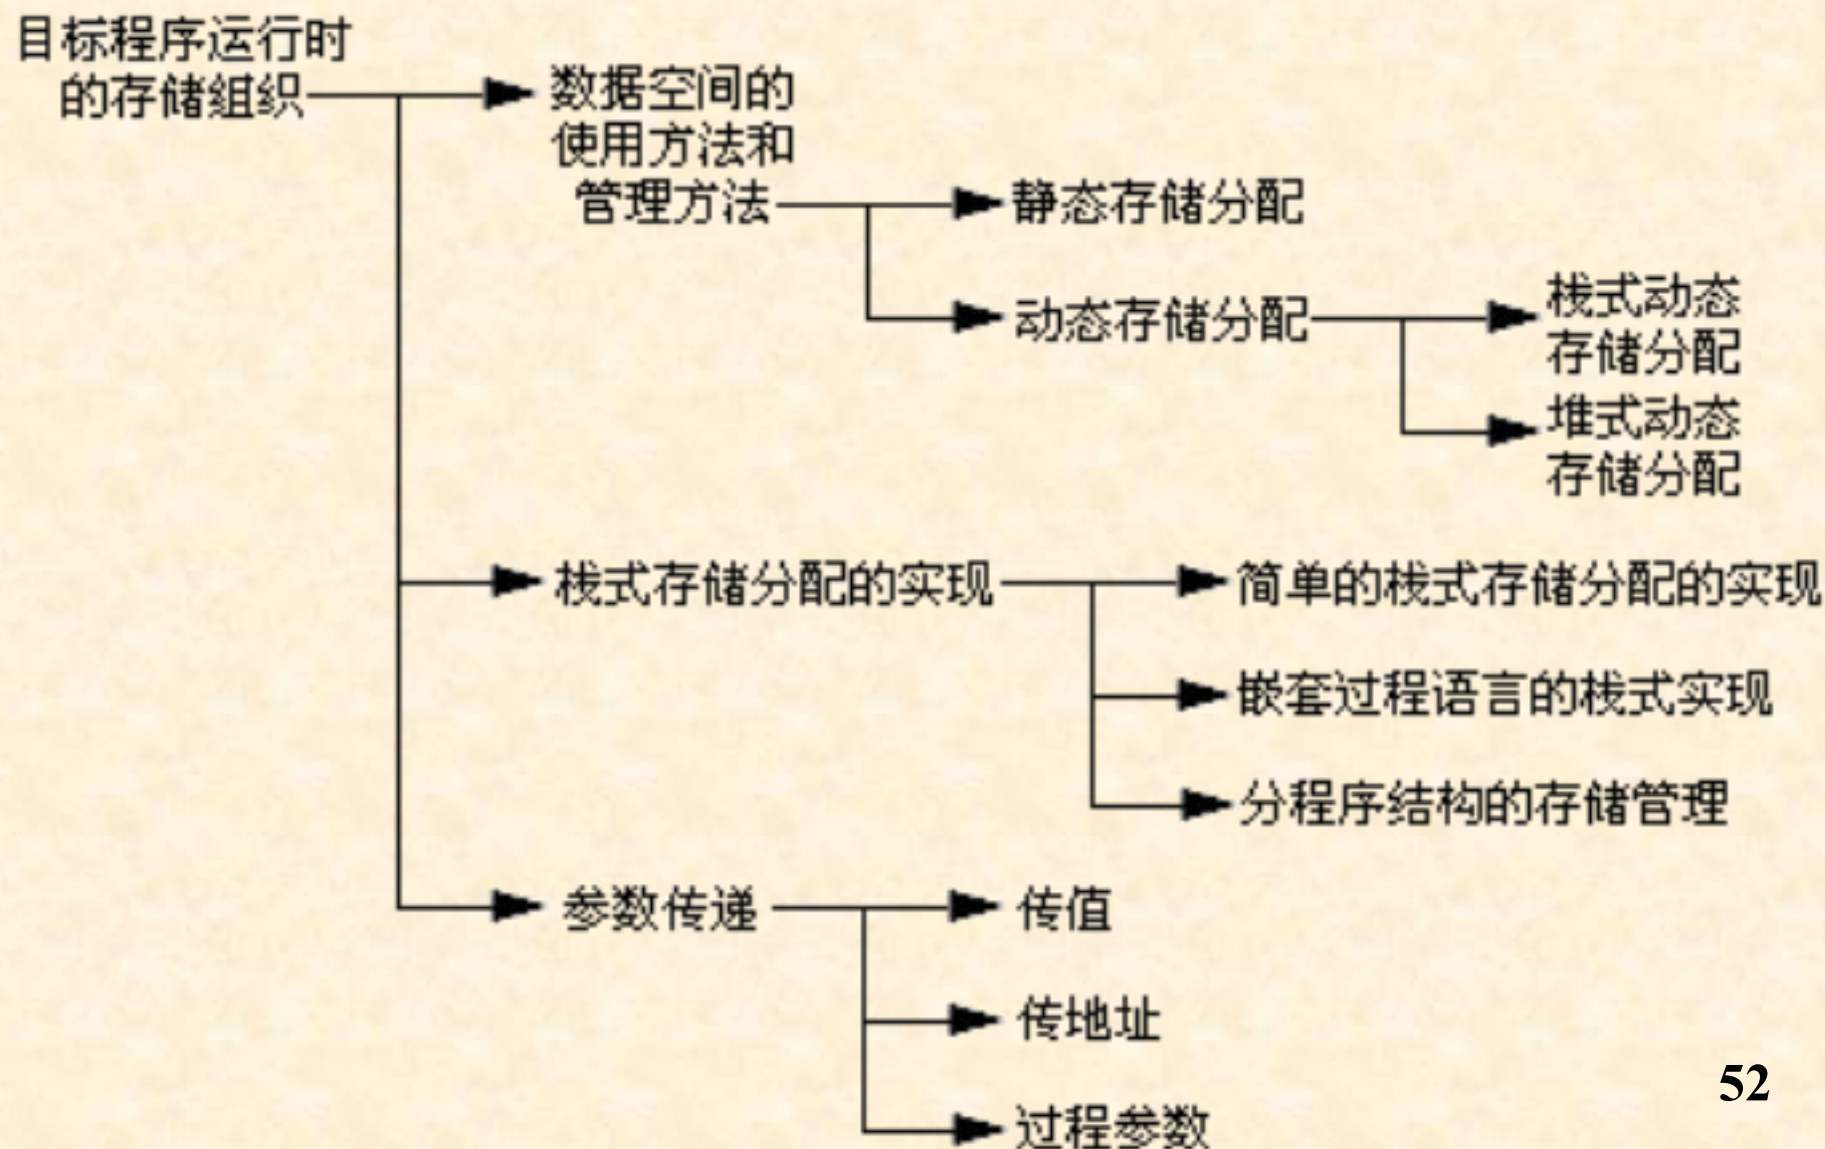 目标程序运行时
的存储组织
数据空间的
使用方法和
管理方法
静态存储分配
动态存储分配
栈式动态
存储分配
堆式动态
存储分配
栈式存储分配的实现
简单的栈式存储分配的实现
嵌套过程语言的栈式实现
分程序结构的存储管理
参数传递
传值
传地址
过程参数
52